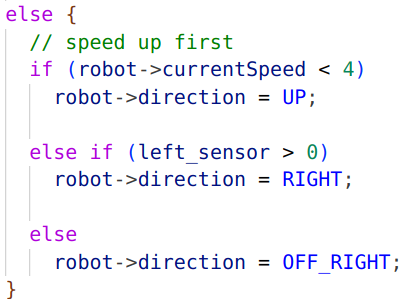 else {
  // speed up first
  if (robot->currentSpeed < 4)
    robot->direction = UP;

  else if (left_sensor > 0)
    robot->direction = RIGHT;

  else
    robot->direction = OFF_RIGHT;
}